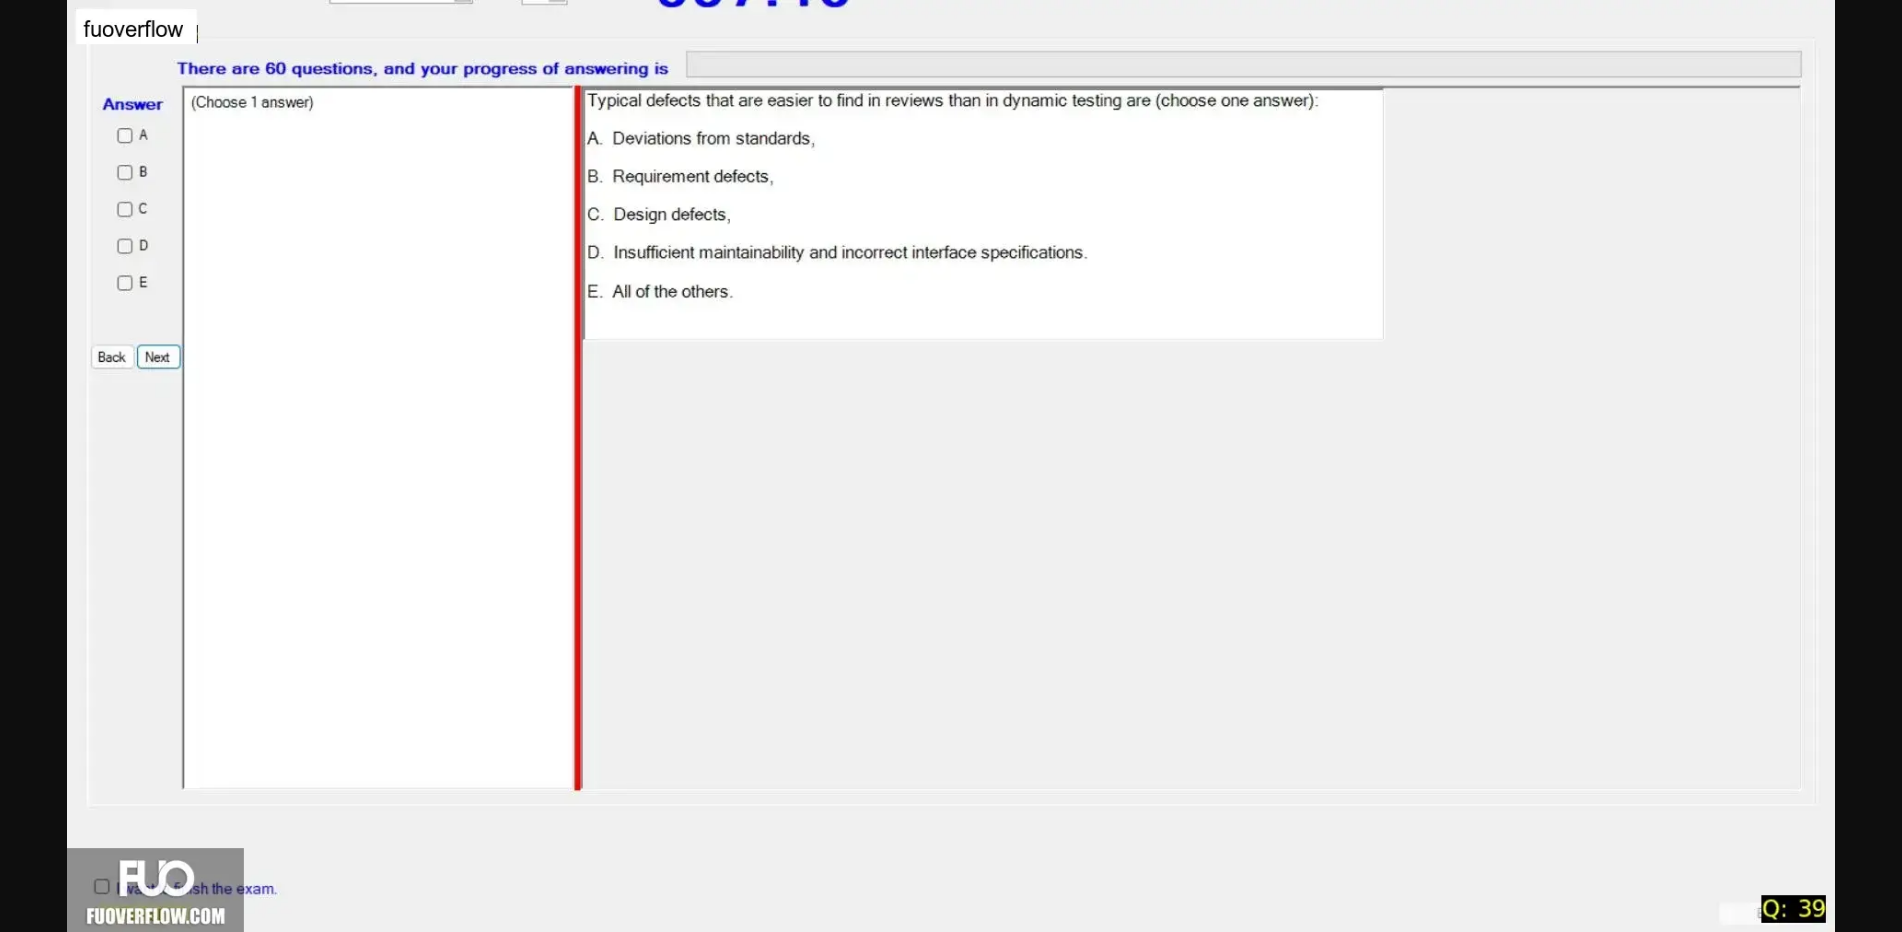 fuoverflow
There are 60 questions, and your progress of answering is
Answer
(Choose 1 answer)
A
B
C
D
E
Back
Next
Typical defects that are easier to find in reviews than in dynamic testing are (choose one answer):
A. Deviations from standards,
B. Requirement defects,
C. Design defects,
D. Insufficient maintainability and incorrect interface specifications.
E. All of the others.
FUO
the exam.
FUOVERFLOW.COM
Q: 39